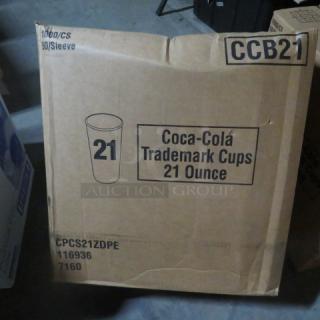 1000/CS
50/Sleeve
CCB21
21
Coca-Cola
Trademark Cups
21 Ounce
AUCTION GROUP
CPCS21ZDPE
116936
7160